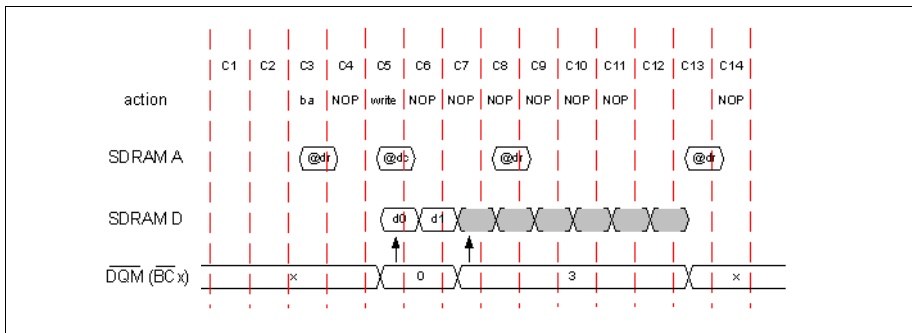 C1 C2 C3 C4 C5 C6 C7 C8 C9 C10 C11 C12 C13 C14
action ba NOP write NOP NOP NOP NOP NOP NOP NOP
SDRAM A @dr @dc @dr @dr
SDRAM D d0 d1
DQM (BCx) x 0 3 x